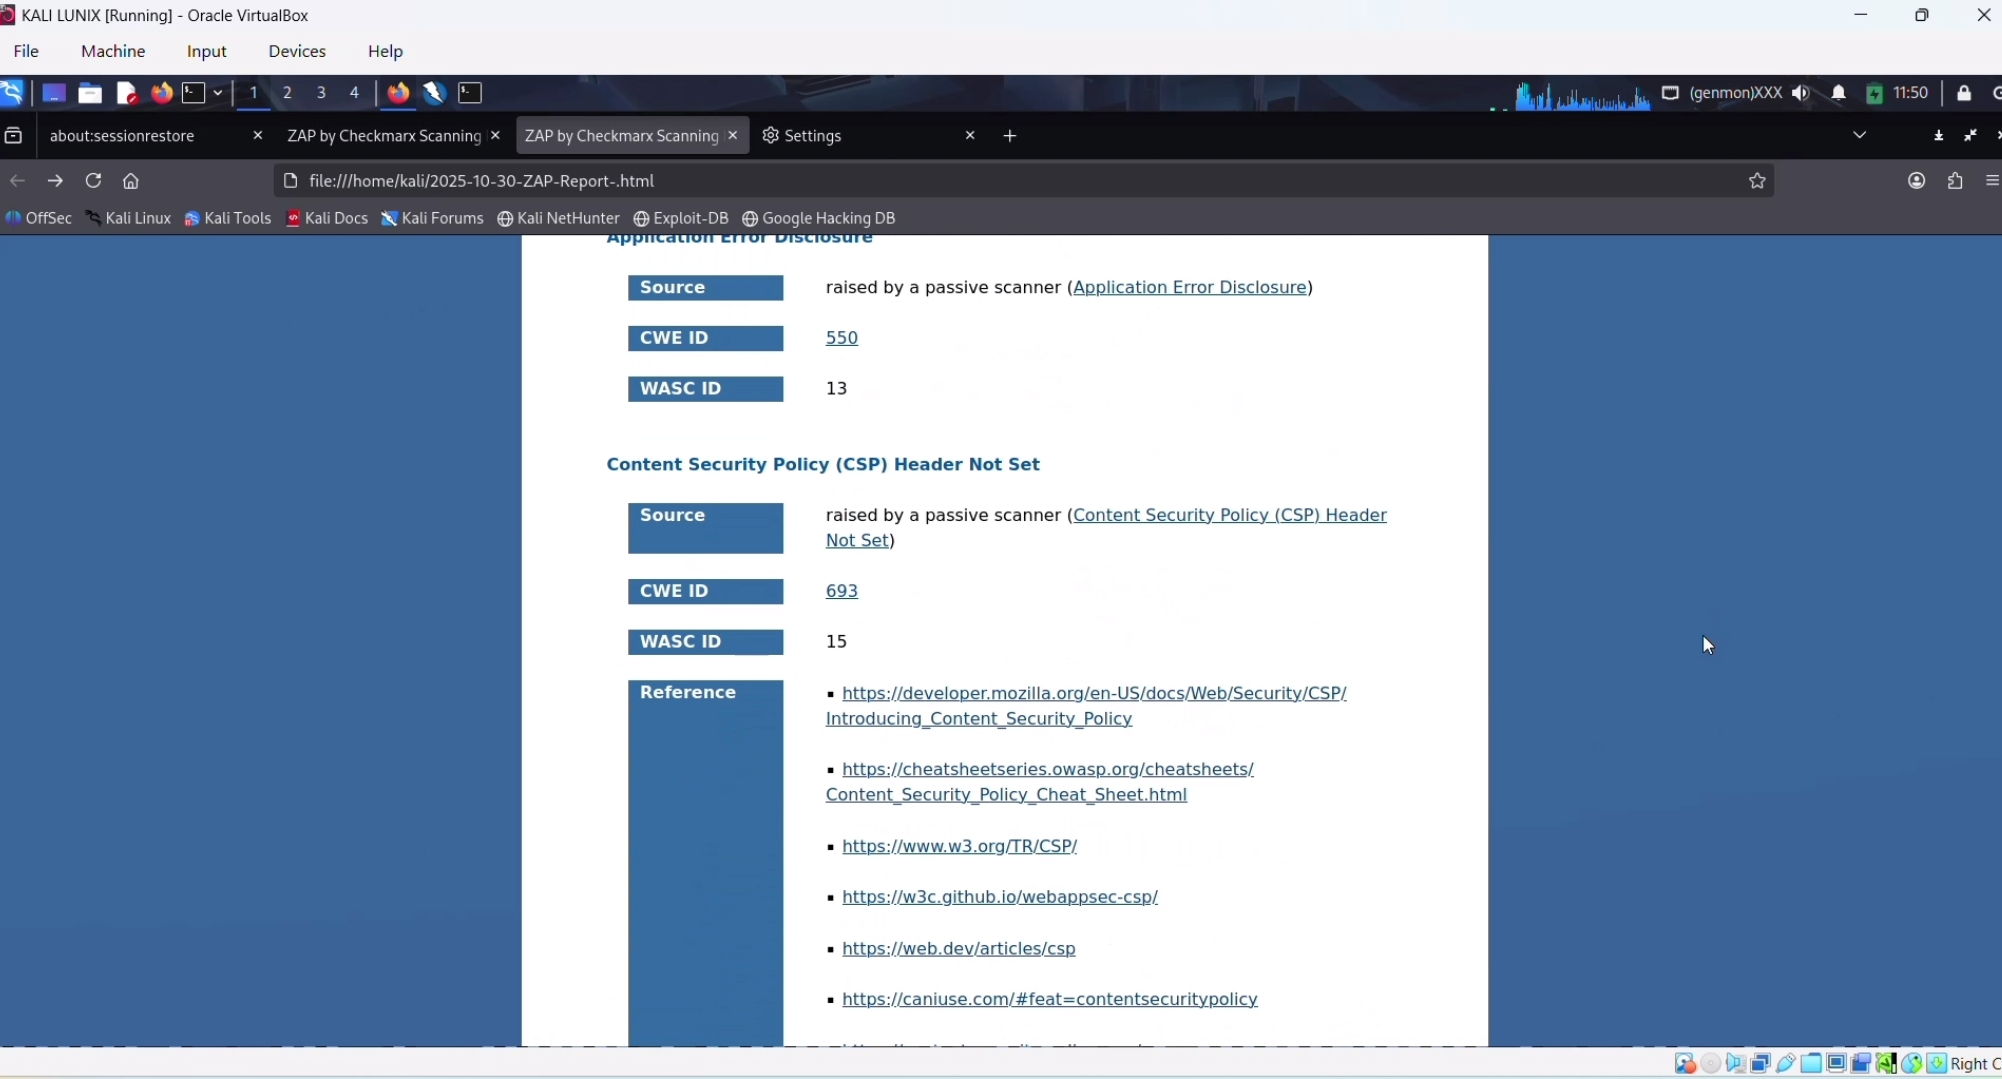 KALI LUNIX [Running] - Oracle VirtualBox
File Machine Input Devices Help
1 2 3 4 (genmon)XXX 11:50
about:sessionrestore ZAP by Checkmarx Scanning ZAP by Checkmarx Scanning Settings
file:///home/kali/2025-10-30-ZAP-Report-.html
OffSec Kali Linux Kali Tools Kali Docs Kali Forums Kali NetHunter Exploit-DB Google Hacking DB
Application Error Disclosure
Source raised by a passive scanner (Application Error Disclosure)
CWE ID 550
WASC ID 13
Content Security Policy (CSP) Header Not Set
Source raised by a passive scanner (Content Security Policy (CSP) Header
Not Set)
CWE ID 693
WASC ID 15
Reference ▪ https://developer.mozilla.org/en-US/docs/Web/Security/CSP/
Introducing_Content_Security_Policy
▪ https://cheatsheetseries.owasp.org/cheatsheets/
Content_Security_Policy_Cheat_Sheet.html
▪ https://www.w3.org/TR/CSP/
▪ https://w3c.github.io/webappsec-csp/
▪ https://web.dev/articles/csp
▪ https://caniuse.com/#feat=contentsecuritypolicy
Right C